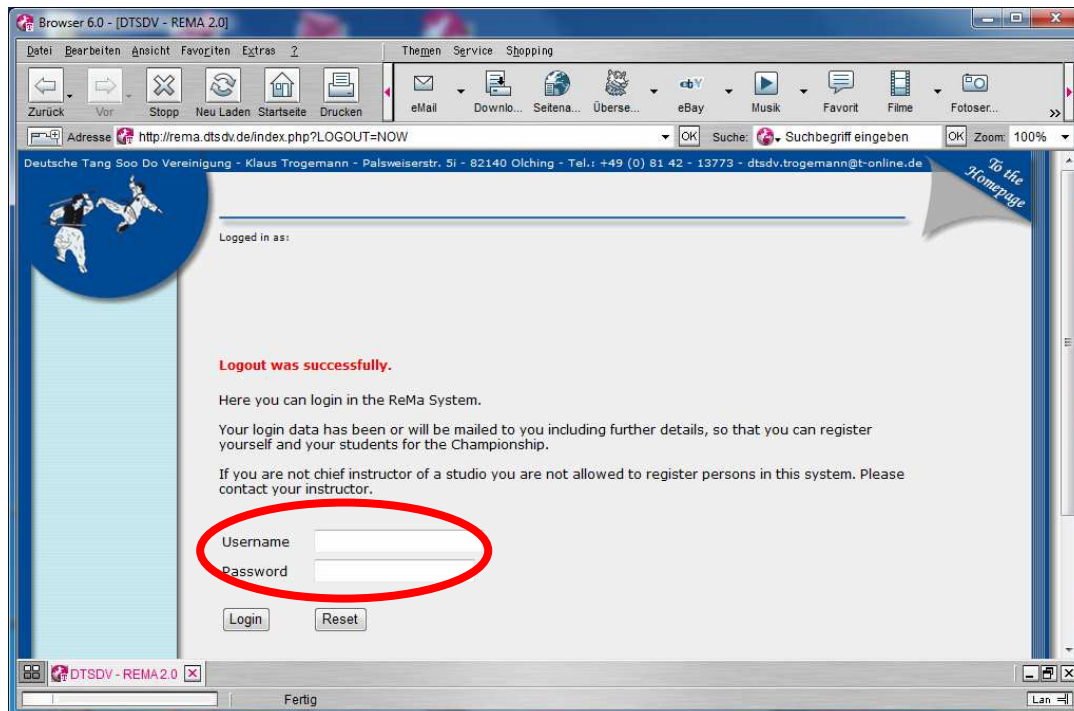 Browser 6.0 - [DTSDV - REMA 2.0]
Datei Bearbeiten Ansicht Favoriten Extras ? Themen Service Shopping
Zurück Vor Stopp Neu Laden Startseite Drucken eMail Downlo... Seitena... Überse... eBay Musik Favorit Filme Fotoser... »
Adresse http://rema.dtsdv.de/index.php?LOGOUT=NOW OK Suche: Suchbegriff eingeben OK Zoom: 100%
Deutsche Tang Soo Do Vereinigung - Klaus Trogemann - Palsweiserstr. 5i - 82140 Olching - Tel.: +49 (0) 81 42 - 13773 - dtsdv.trogemann@t-online.de
To the
Homepage
Logged in as:
Logout was successfully.
Here you can login in the ReMa System.
Your login data has been or will be mailed to you including further details, so that you can register
yourself and your students for the Championship.
If you are not chief instructor of a studio you are not allowed to register persons in this system. Please
contact your instructor.
Username
Password
Login Reset
DTSDV - REMA 2.0
Fertig Lan